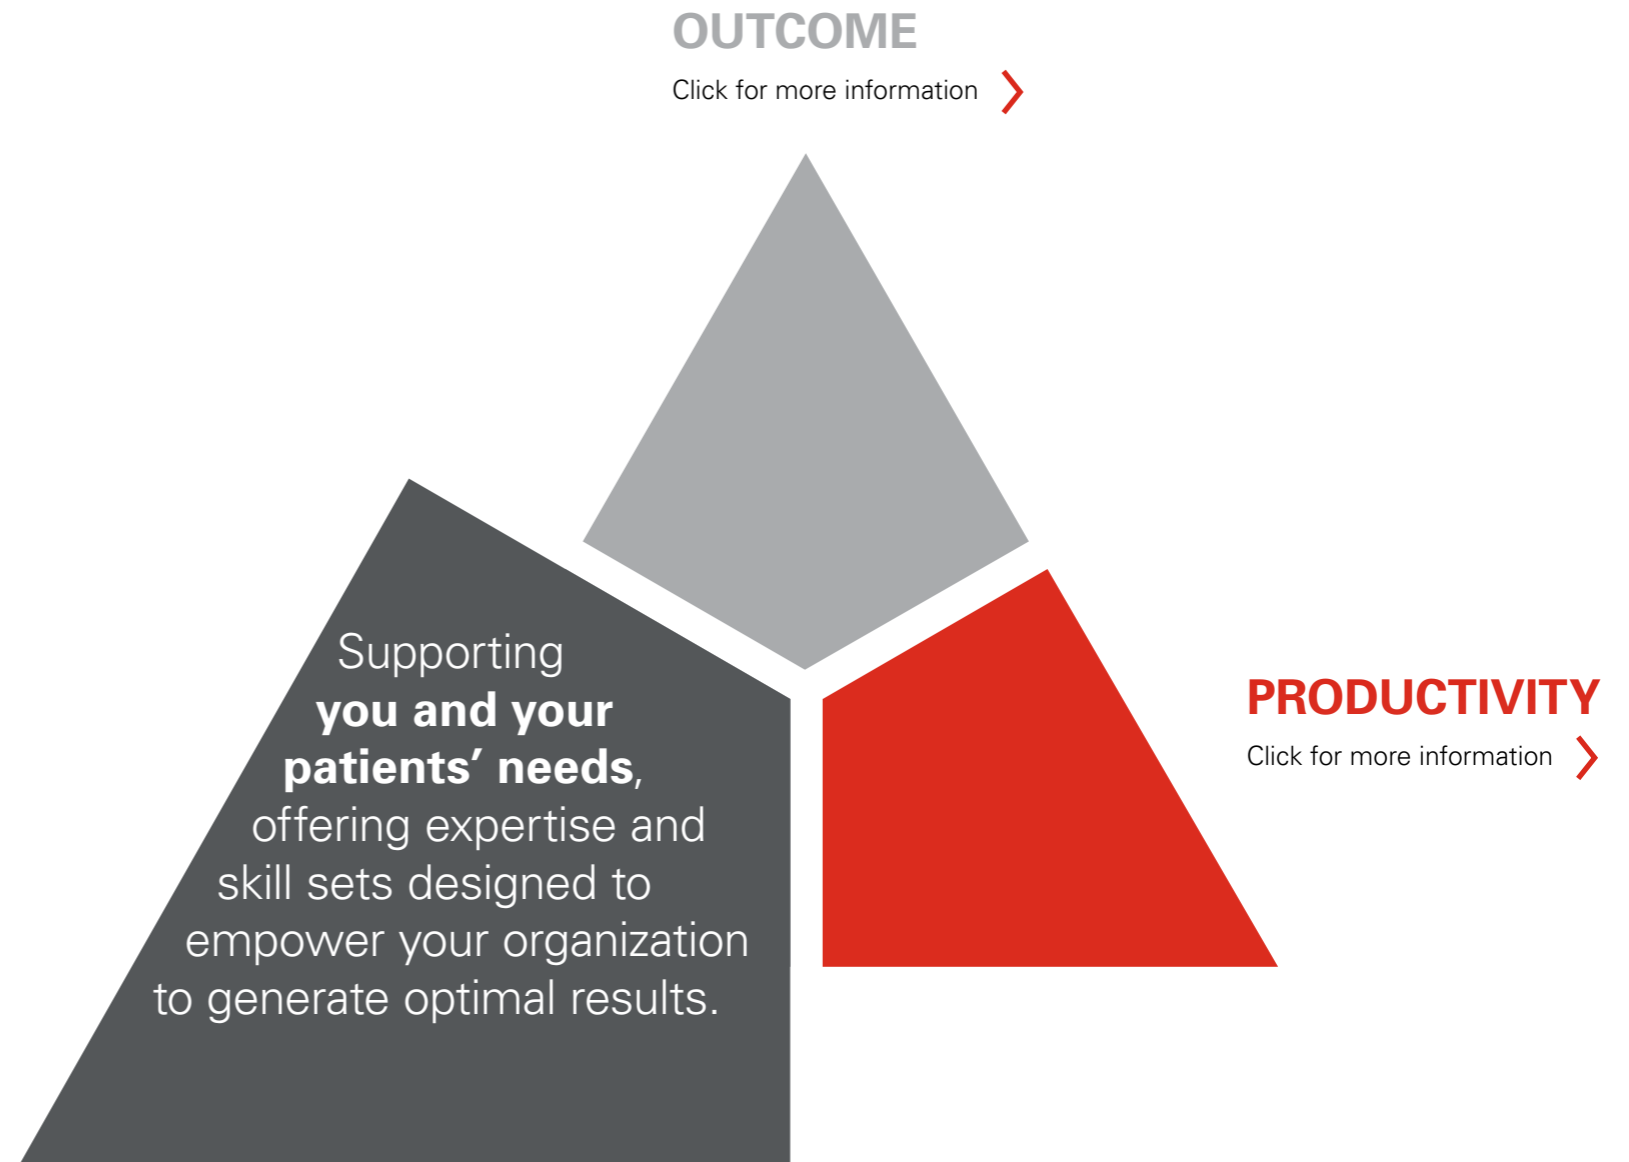 OUTCOME
Click for more information
Supporting
you and your
patients’ needs,
offering expertise and
skill sets designed to
empower your organization
to generate optimal results.
PRODUCTIVITY
Click for more information